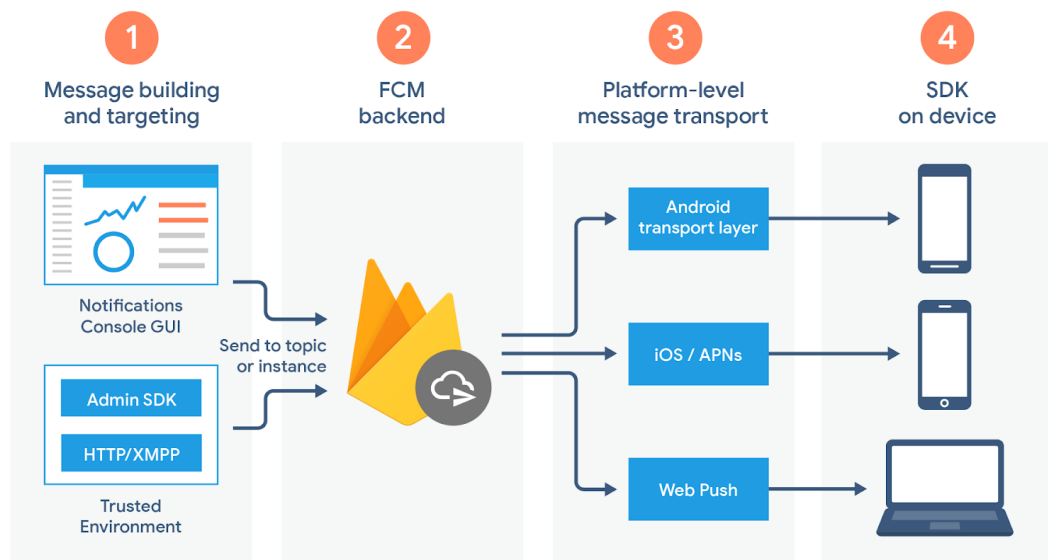 1
Message building
and targeting
2
FCM
backend
3
Platform-level
message transport
4
SDK
on device
Notifications
Console GUI
Send to topic
or instance
Admin SDK
HTTP/XMPP
Trusted
Environment
Android
transport layer
iOS / APNs
Web Push